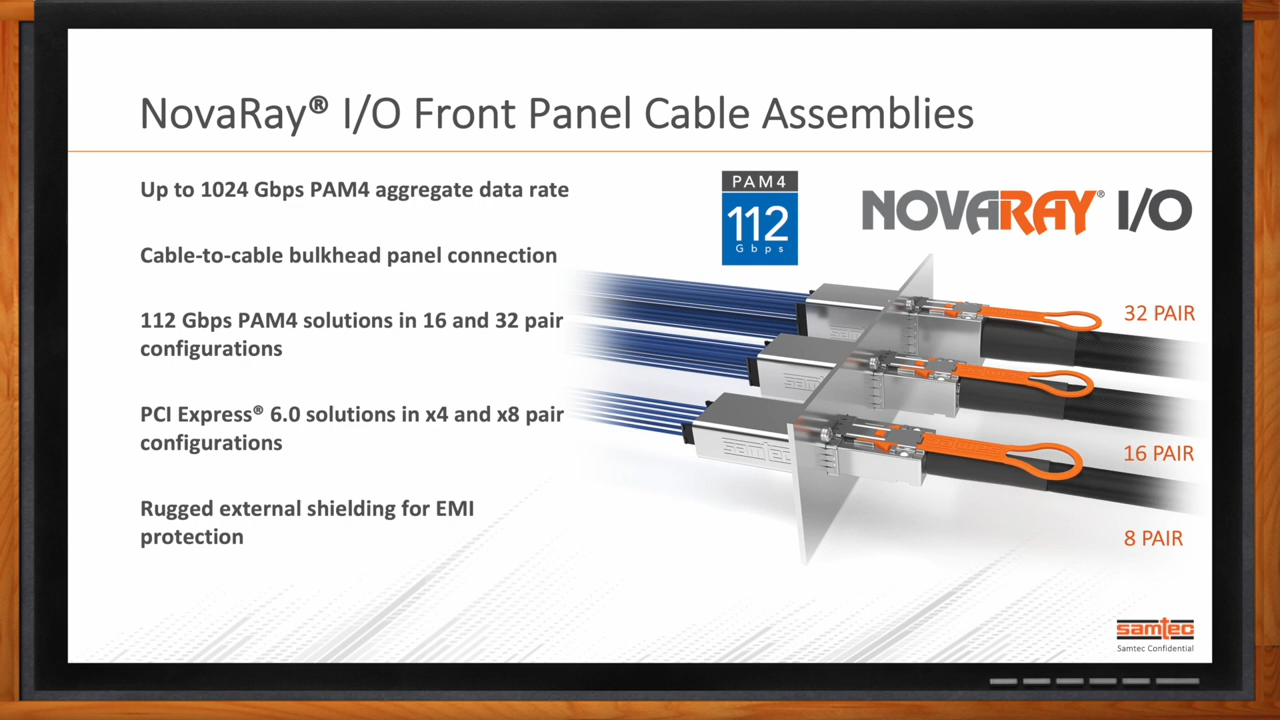 NovaRay® I/O Front Panel Cable Assemblies
Up to 1024 Gbps PAM4 aggregate data rate
Cable-to-cable bulkhead panel connection
112 Gbps PAM4 solutions in 16 and 32 pair
configurations
PCI Express® 6.0 solutions in x4 and x8 pair
configurations
Rugged external shielding for EMI
protection
PAM4
112
Gbps
NOVARAY® I/O
32 PAIR
16 PAIR
8 PAIR
samtec
samtec
Samtec Confidential